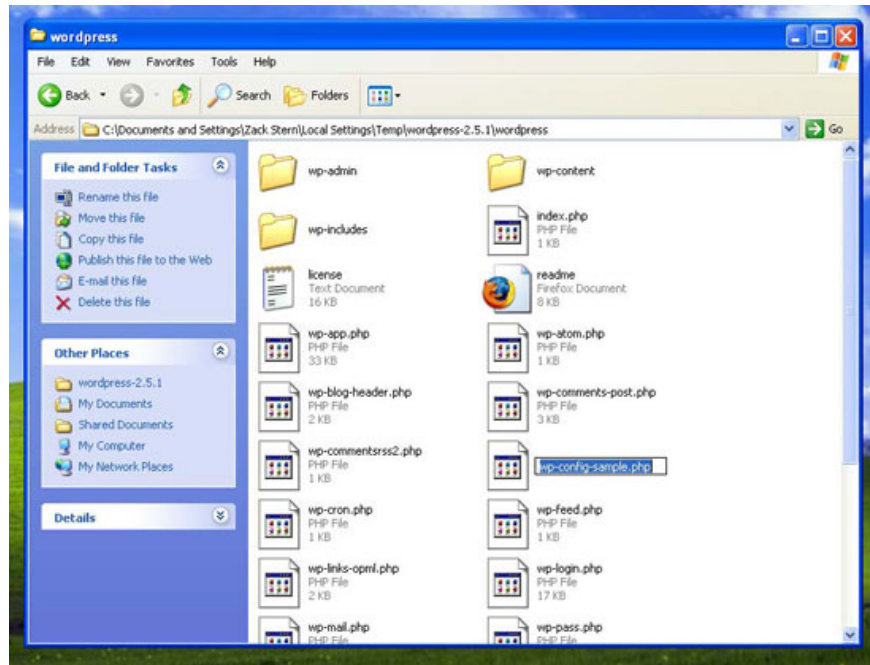 wordpress
File Edit View Favorites Tools Help
Back Search Folders
Address C:\Documents and Settings\Zack Stern\Local Settings\Temp\wordpress-2.5.1\wordpress Go
File and Folder Tasks
Rename this file
Move this file
Copy this file
Publish this file to the Web
E-mail this file
Delete this file
Other Places
wordpress-2.5.1
My Documents
Shared Documents
My Computer
My Network Places
Details
wp-admin
wp-content
wp-includes
index.php
PHP File
1 KB
license
Text Document
16 KB
readme
Firefox Document
8 KB
wp-app.php
PHP File
33 KB
wp-atom.php
PHP File
1 KB
wp-blog-header.php
PHP File
2 KB
wp-comments-post.php
PHP File
3 KB
wp-commentsrss2.php
PHP File
1 KB
wp-config-sample.php
wp-cron.php
PHP File
1 KB
wp-feed.php
PHP File
1 KB
wp-links-opml.php
PHP File
2 KB
wp-login.php
PHP File
17 KB
wp-mail.php
PHP File
wp-pass.php
PHP File